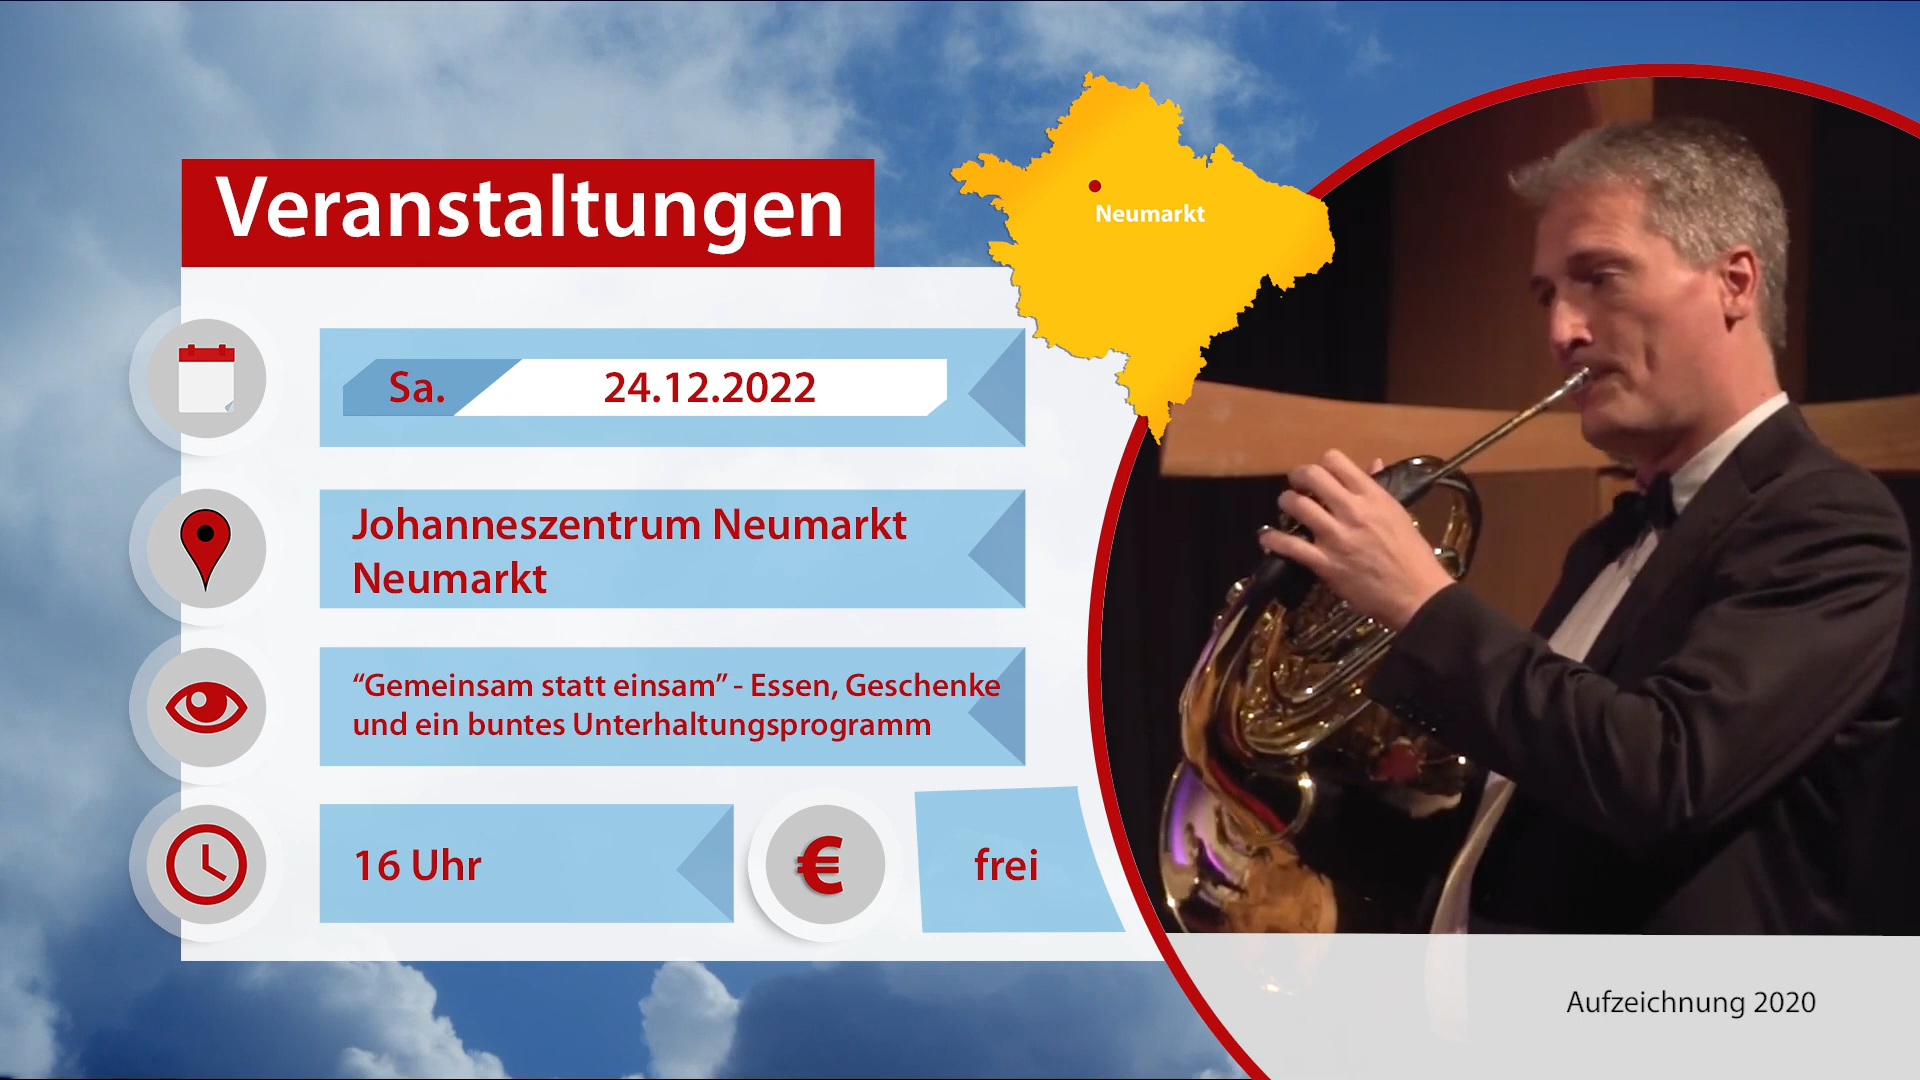 Veranstaltungen
Neumarkt
Sa. 24.12.2022
Johanneszentrum Neumarkt
Neumarkt
“Gemeinsam statt einsam” - Essen, Geschenke
und ein buntes Unterhaltungsprogramm
16 Uhr € frei
Aufzeichnung 2020